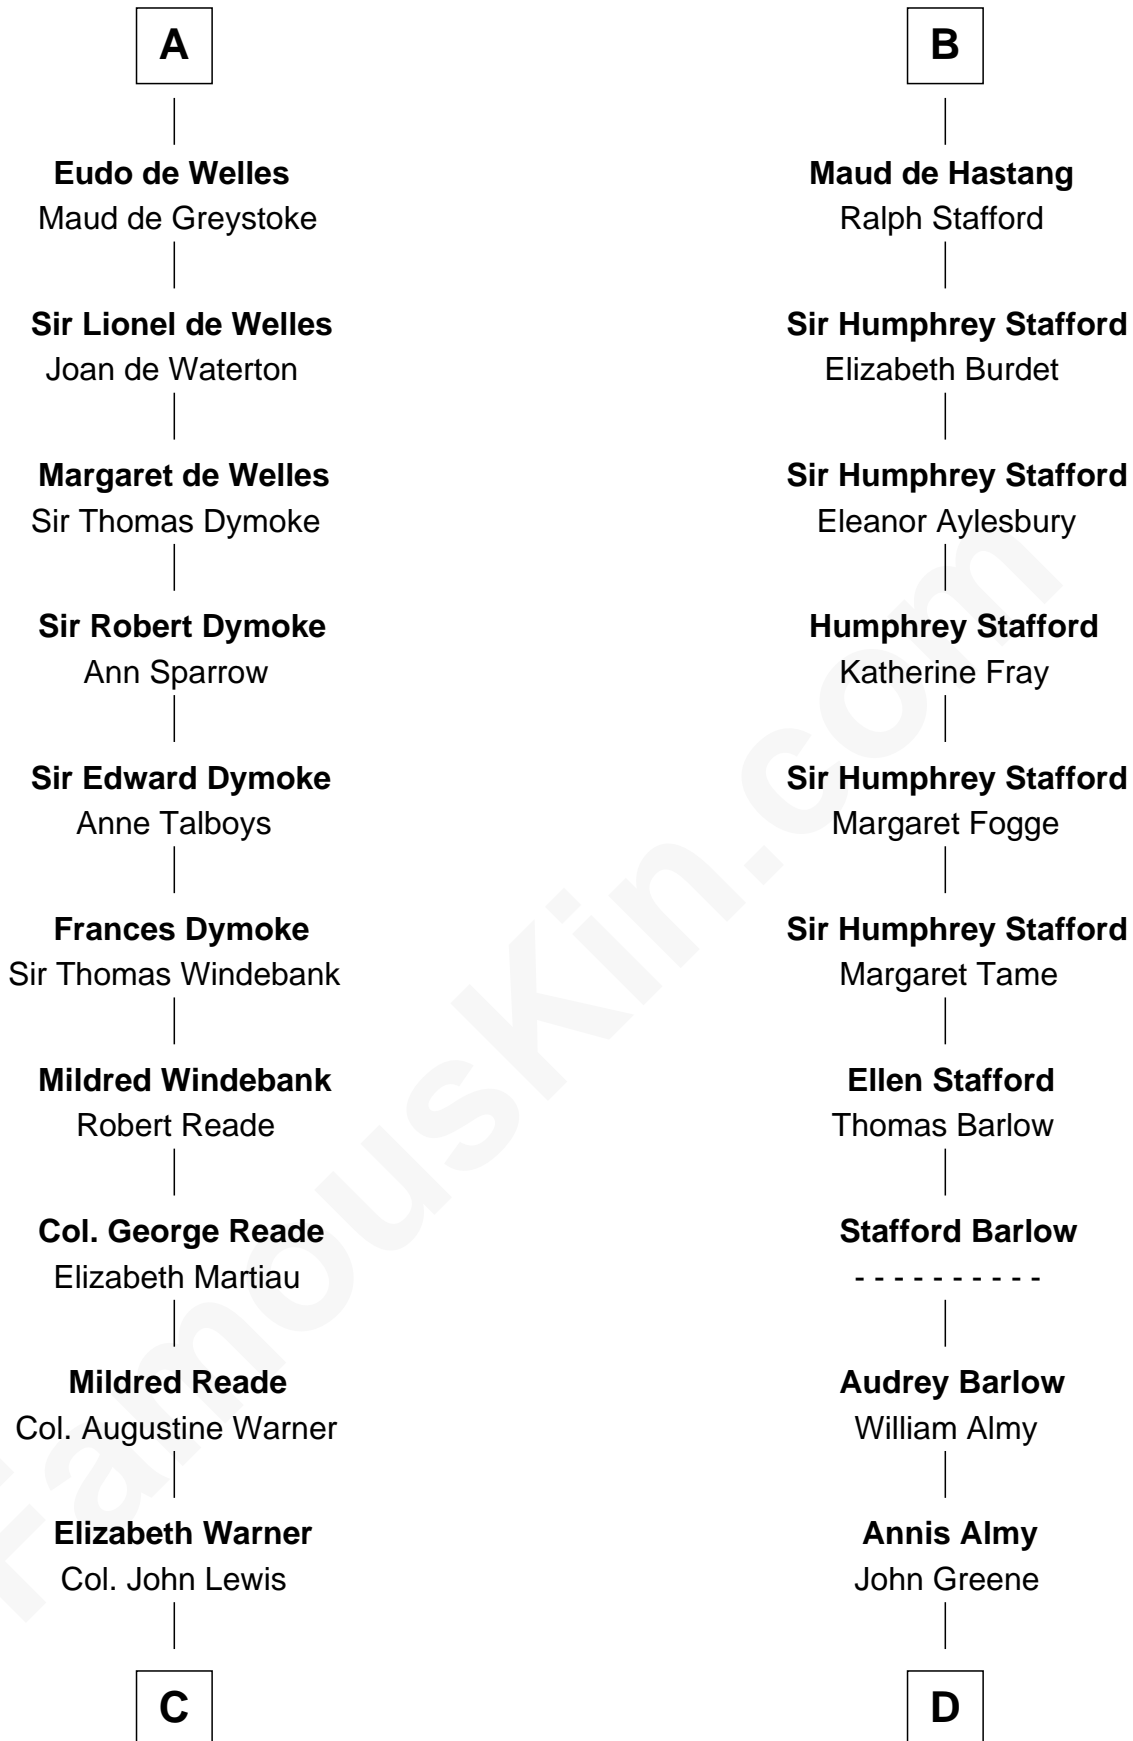 A
Eudo de Welles
Maud de Greystoke
Sir Lionel de Welles
Joan de Waterton
Margaret de Welles
Sir Thomas Dymoke
Sir Robert Dymoke
Ann Sparrow
Sir Edward Dymoke
Anne Talboys
Frances Dymoke
Sir Thomas Windebank
Mildred Windebank
Robert Reade
Col. George Reade
Elizabeth Martiau
Mildred Reade
Col. Augustine Warner
Elizabeth Warner
Col. John Lewis
C
B
Maud de Hastang
Ralph Stafford
Sir Humphrey Stafford
Elizabeth Burdet
Sir Humphrey Stafford
Eleanor Aylesbury
Humphrey Stafford
Katherine Fray
Sir Humphrey Stafford
Margaret Fogge
Sir Humphrey Stafford
Margaret Tame
Ellen Stafford
Thomas Barlow
Stafford Barlow
- - - - - - - - - -
Audrey Barlow
William Almy
Annis Almy
John Greene
D
FamousKin.com